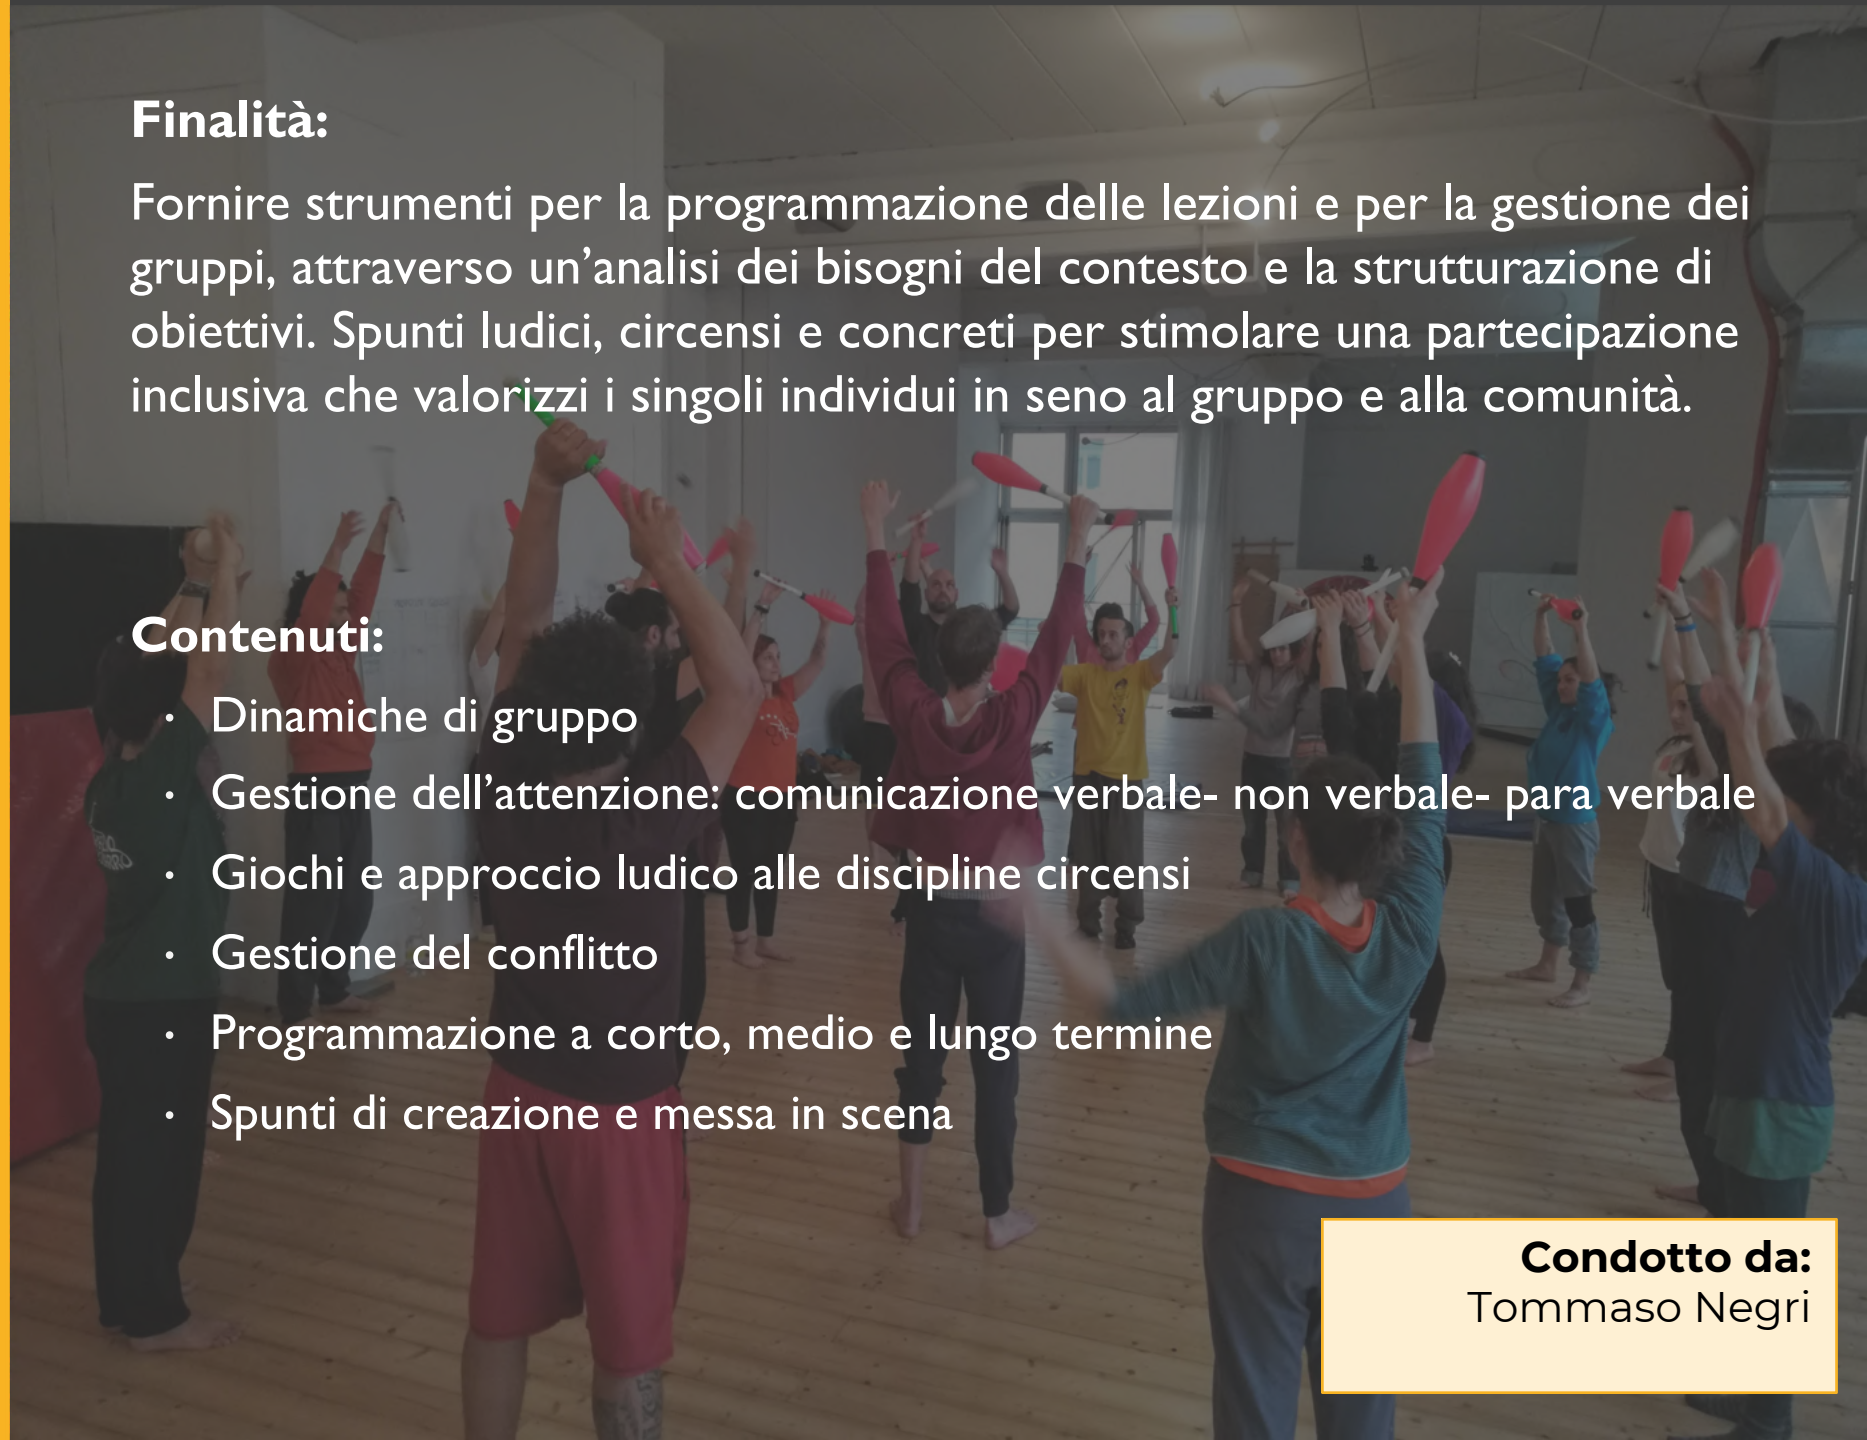 Finalità:
Fornire strumenti per la programmazione delle lezioni e per la gestione dei
gruppi, attraverso un’analisi dei bisogni del contesto e la strutturazione di
obiettivi. Spunti ludici, circensi e concreti per stimolare una partecipazione
inclusiva che valorizzi i singoli individui in seno al gruppo e alla comunità.
Contenuti:
· Dinamiche di gruppo
· Gestione dell’attenzione: comunicazione verbale- non verbale- para verbale
· Giochi e approccio ludico alle discipline circensi
· Gestione del conflitto
· Programmazione a corto, medio e lungo termine
· Spunti di creazione e messa in scena
Condotto da:
Tommaso Negri